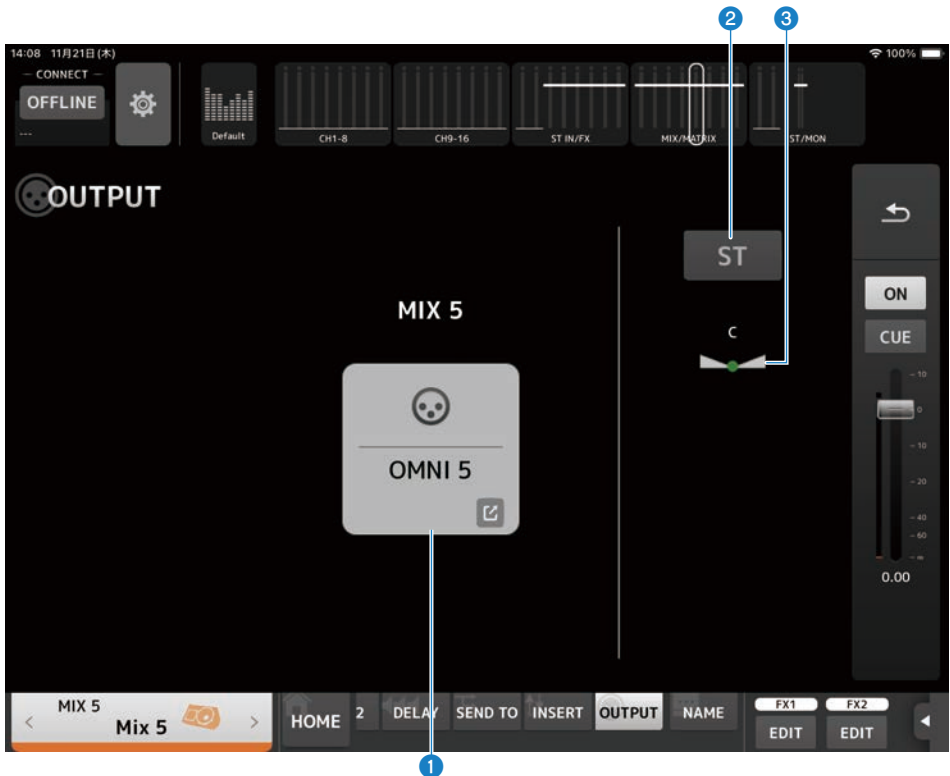 2 3
14:08 11月21日(木) 100%
CONNECT
OFFLINE
---
Default
CH1-8
CH9-16
ST IN/FX
MIX/MATRIX
ST/MON
OUTPUT
ST
C
MIX 5
OMNI 5
ON
CUE
10
0
10
20
40
60
∞
0.00
MIX 5
Mix 5
HOME
2
DELAY
SEND TO
INSERT
OUTPUT
NAME
FX1
EDIT
FX2
EDIT
1